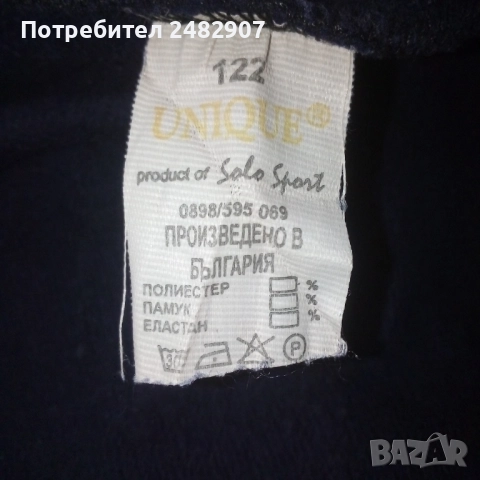 Потребител 2482907
122
UNIQUE®
product of Solo Sport
0898/595 069
ПРОИЗВЕДЕНО В
БЪЛГАРИЯ
ПОЛИЕСТЕР %
ПАМУК %
ЕЛАСТАН %
30 P
BAZAR